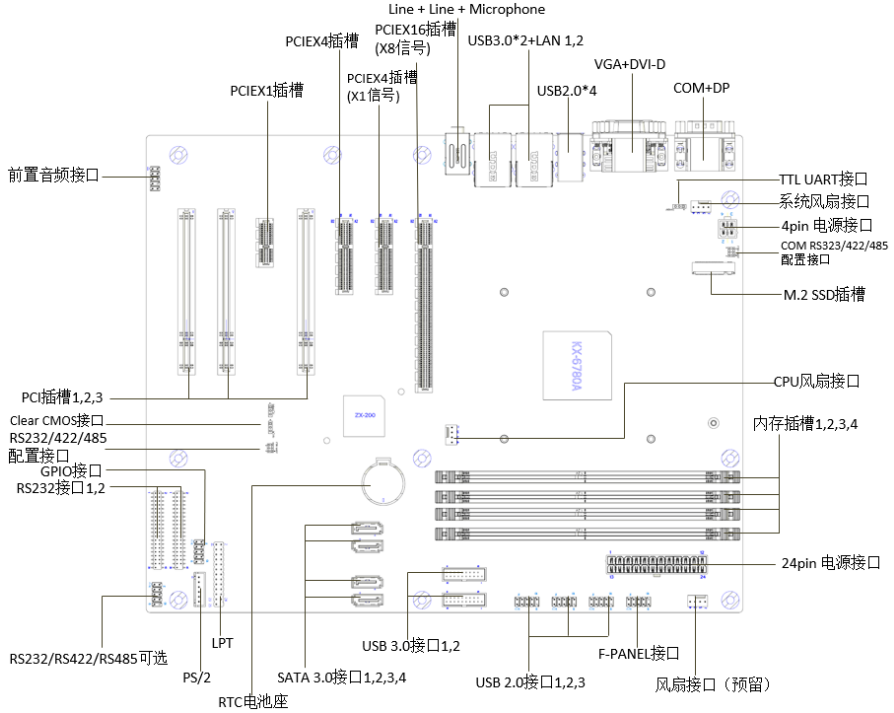 Line + Line + Microphone
PCIEX16插槽
(X8信号)
PCIEX4插槽
USB3.0*2+LAN 1,2
VGA+DVI-D
PCIEX4插槽
(X1信号)
PCIEX1插槽
USB2.0*4
COM+DP
前置音频接口
TTL UART接口
系统风扇接口
4pin 电源接口
COM RS323/422/485
配置接口
M.2 SSD插槽
KX-6780A
CPU风扇接口
PCI插槽1,2,3
Clear CMOS接口
ZX-200
内存插槽1,2,3,4
RS232/422/485
配置接口
GPIO接口
RS232接口1,2
24pin 电源接口
12
13
24
USB 3.0接口1,2
LPT
F-PANEL接口
RS232/RS422/RS485可选
PS/2
SATA 3.0接口1,2,3,4
USB 2.0接口1,2,3
风扇接口（预留）
RTC电池座